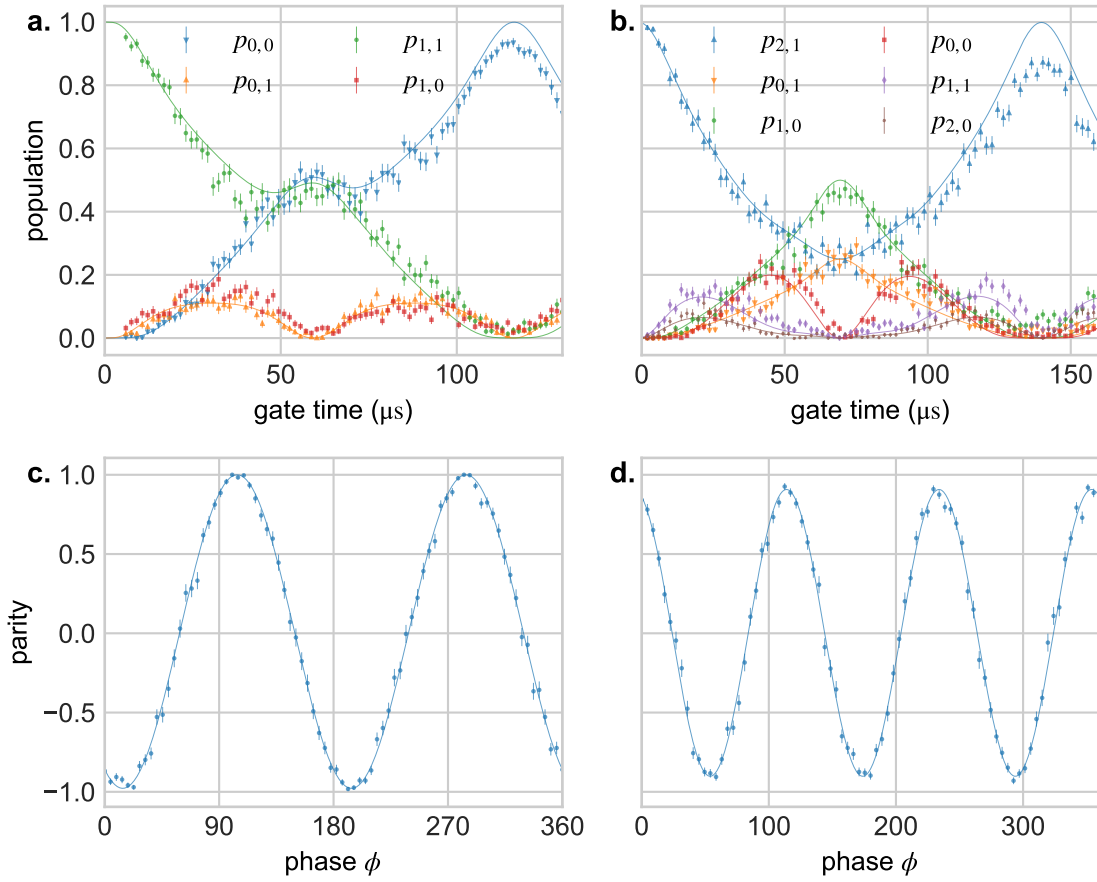 a.
p0,0
p1,1
p0,1
p1,0
1.0
0.8
0.6
0.4
0.2
0.0
population
0
50
100
gate time (μs)
b.
p2,1
p0,0
p0,1
p1,1
p1,0
p2,0
0
50
100
150
gate time (μs)
c.
1.0
0.5
0.0
−0.5
−1.0
parity
0
90
180
270
360
phase ϕ
d.
0
100
200
300
phase ϕ